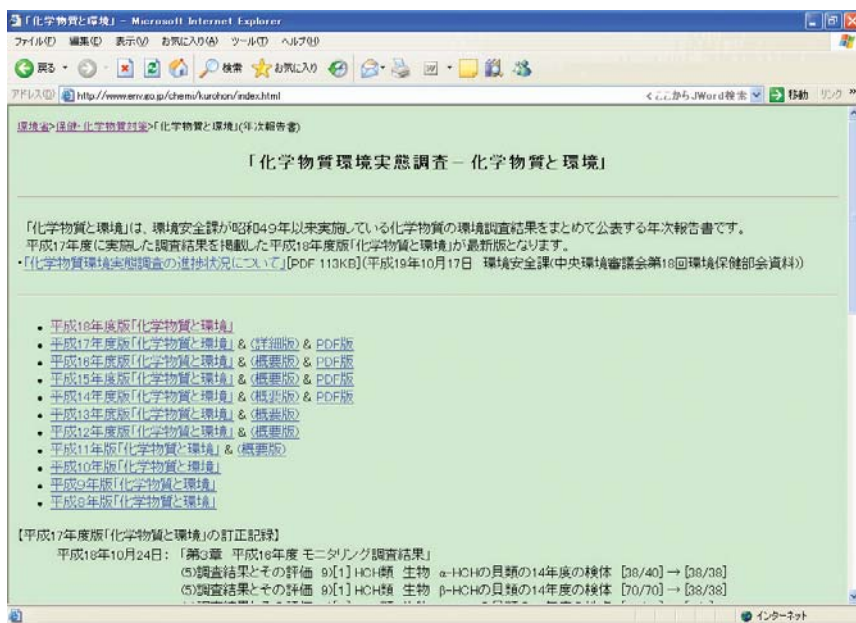 「化学物質と環境」 - Microsoft Internet Explorer
ファイル(F) 編集(E) 表示(V) お気に入り(A) ツール(T) ヘルプ(H)
戻る 検索 お気に入り
アドレス(D) http://www.env.go.jp/chemi/kurohon/index.html <ここからJWord検索 移動 リンク »
環境省>保健・化学物質対策>「化学物質と環境」(年次報告書)
「化学物質環境実態調査－化学物質と環境」
「化学物質と環境」は、環境安全課が昭和49年以来実施している化学物質の環境調査結果をまとめて公表する年次報告書です。
平成17年度に実施した調査結果を掲載した平成18年度版「化学物質と環境」が最新版となります。
・「化学物質環境実態調査の進捗状況について」[PDF 113KB](平成19年10月17日 環境安全課(中央環境審議会第18回環境保健部会資料))
• 平成18年度版「化学物質と環境」
• 平成17年度版「化学物質と環境」 & (詳細版) & PDF版
• 平成16年度版「化学物質と環境」 & (概要版) & PDF版
• 平成15年度版「化学物質と環境」 & (概要版) & PDF版
• 平成14年度版「化学物質と環境」 & (概要版) & PDF版
• 平成13年度版「化学物質と環境」 & (概要版)
• 平成12年度版「化学物質と環境」 & (概要版)
• 平成11年版「化学物質と環境」 & (概要版)
• 平成10年版「化学物質と環境」
• 平成9年版「化学物質と環境」
• 平成8年版「化学物質と環境」
【平成17年度版「化学物質と環境」の訂正記録】
平成18年10月24日： 「第3章 平成16年度 モニタリング調査結果」
(5)調査結果とその評価 9)[1] HCH類 生物 α-HCHの貝類の14年度の検体 [38/40] → [38/38]
(5)調査結果とその評価 9)[1] HCH類 生物 β-HCHの貝類の14年度の検体 [70/70] → [38/38]
インターネット